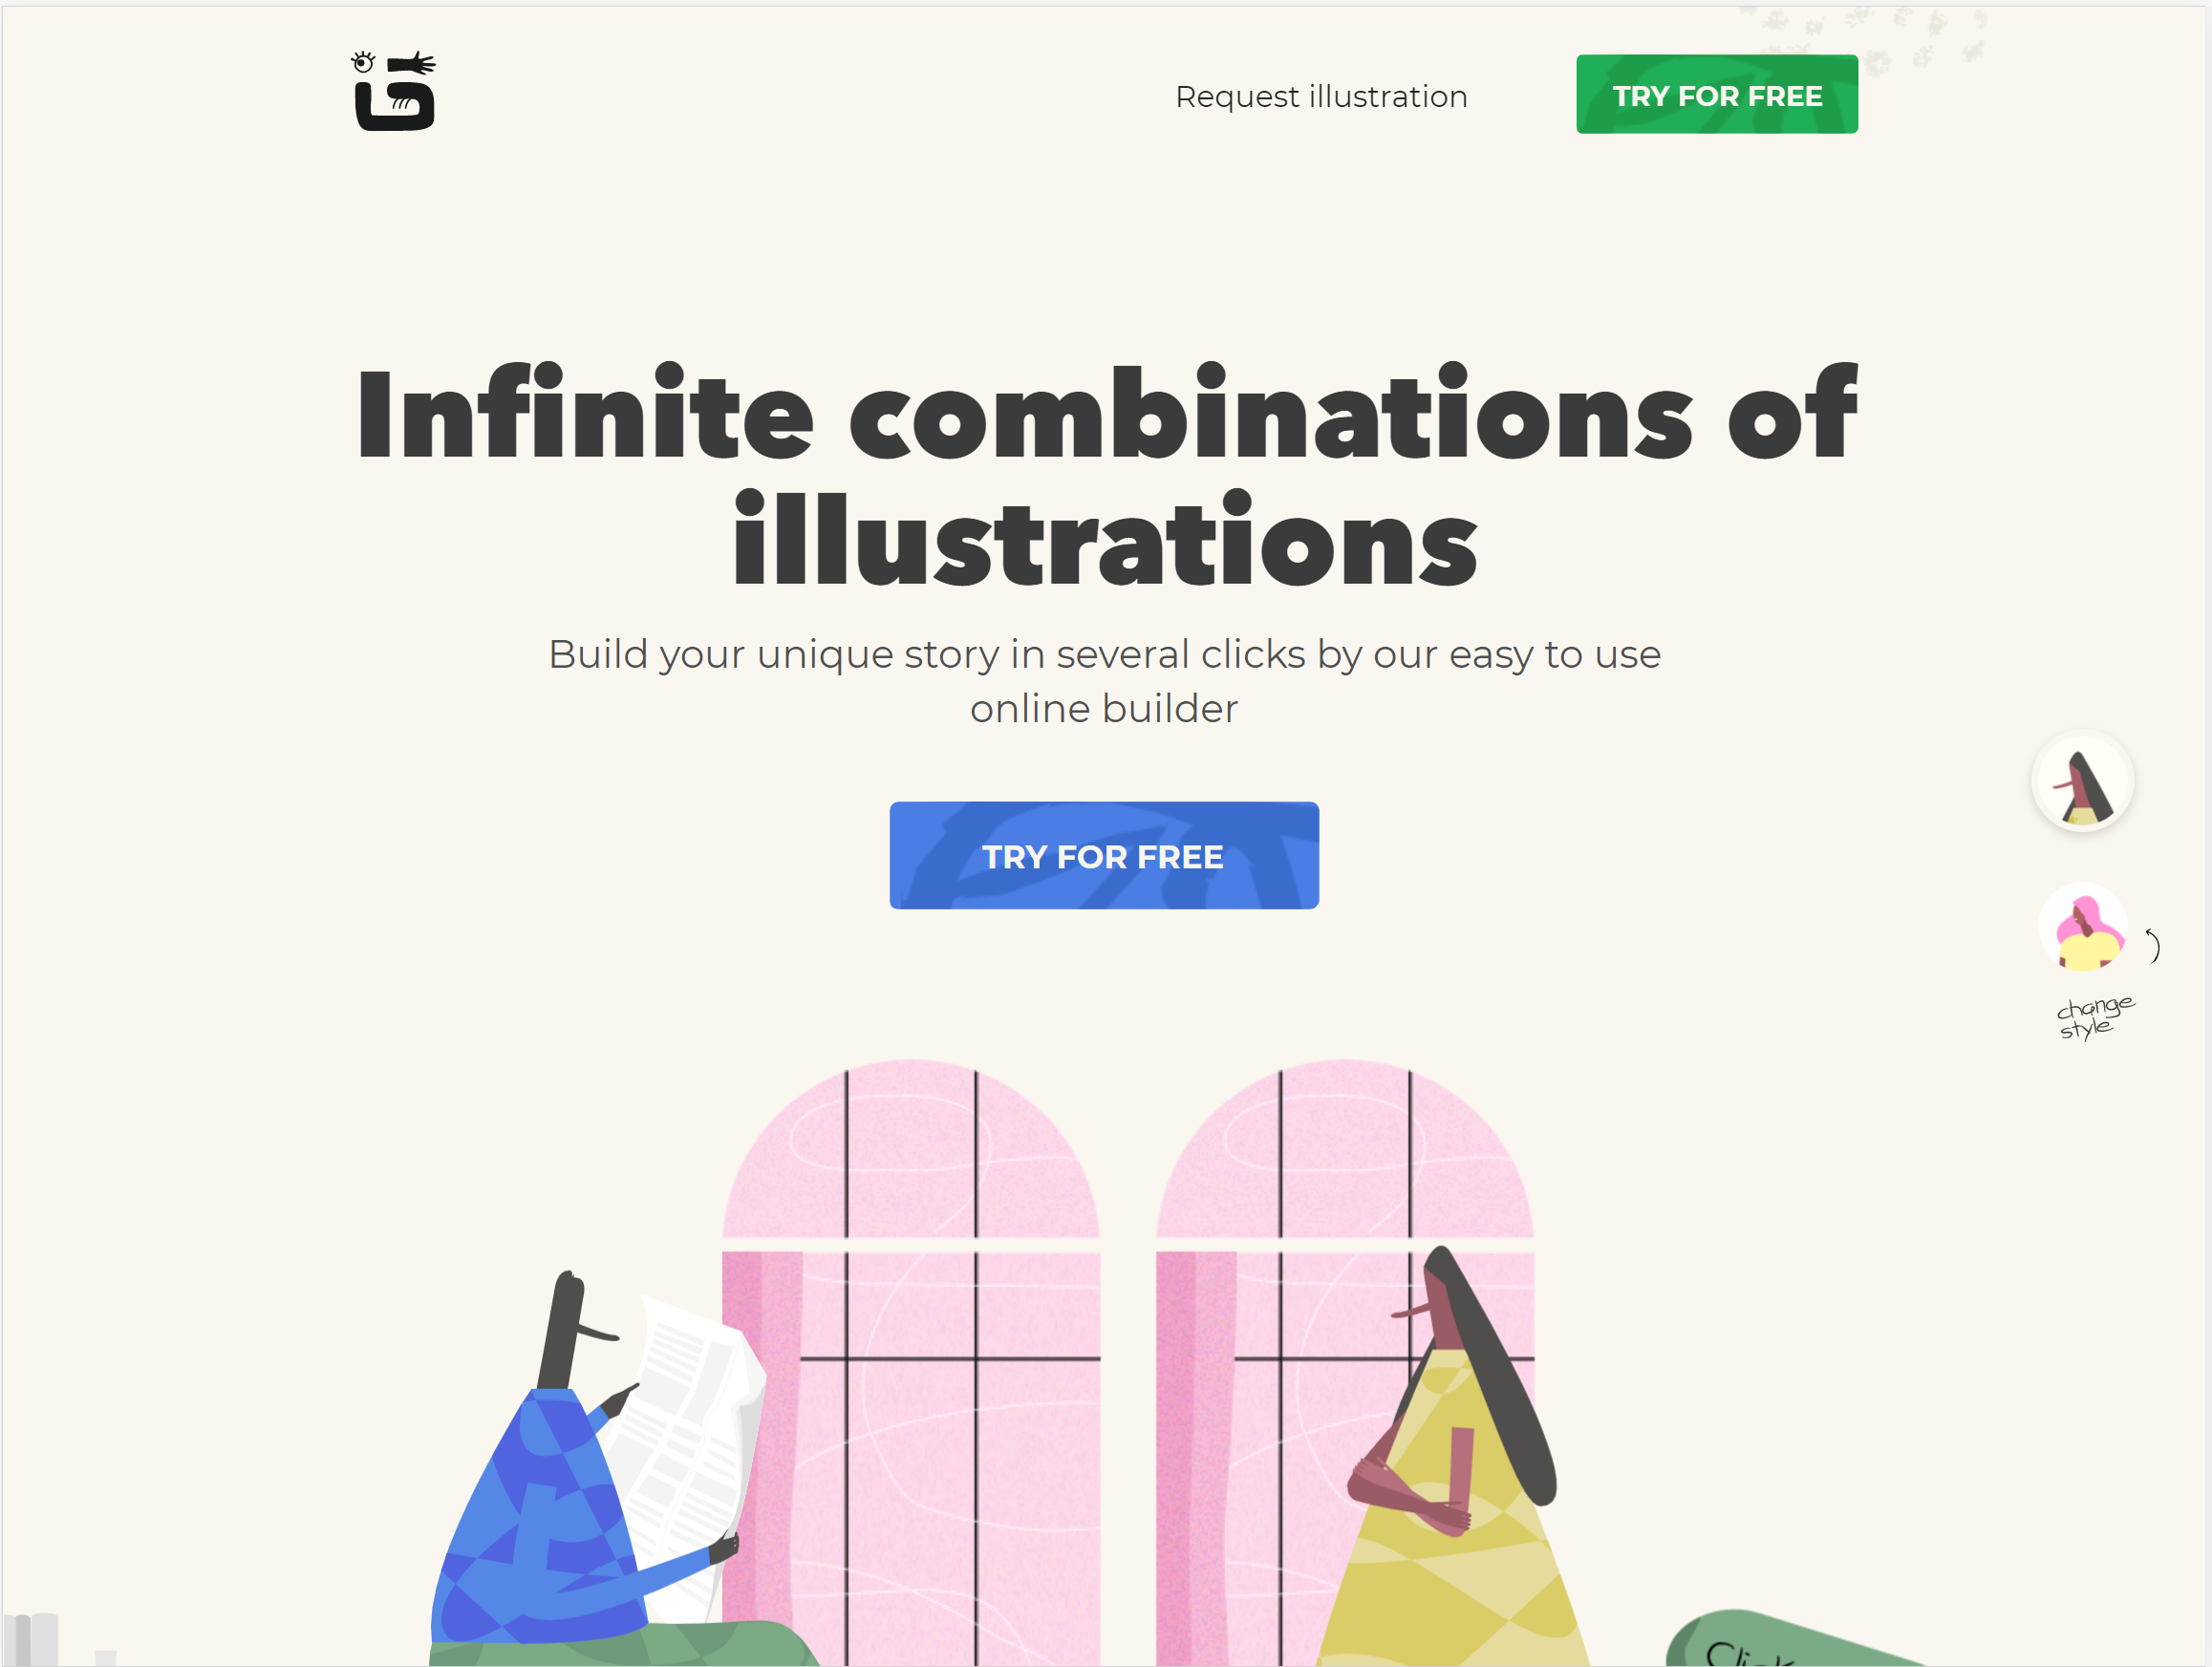 Request illustration
TRY FOR FREE
Infinite combinations of
illustrations
Build your unique story in several clicks by our easy to use
online builder
TRY FOR FREE
change
style